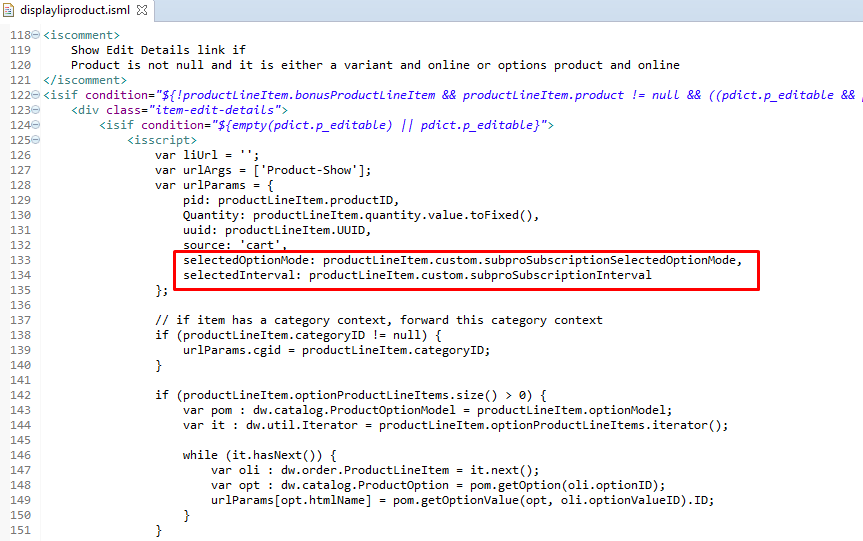 displayliproduct.isml
118 <iscomment>
119 Show Edit Details link if
120 Product is not null and it is either a variant and online or options product and online
121 </iscomment>
122 <isif condition="${!productLineItem.bonusProductLineItem && productLineItem.product != null && ((pdict.p_editable &&
123 <div class="item-edit-details">
124 <isif condition="${empty(pdict.p_editable) || pdict.p_editable}">
125 <isscript>
126 var liUrl = '';
127 var urlArgs = ['Product-Show'];
128 var urlParams = {
129 pid: productLineItem.productID,
130 Quantity: productLineItem.quantity.value.toFixed(),
131 uuid: productLineItem.UUID,
132 source: 'cart',
133 selectedOptionMode: productLineItem.custom.subproSubscriptionSelectedOptionMode,
134 selectedInterval: productLineItem.custom.subproSubscriptionInterval
135 };
136
137 // if item has a category context, forward this category context
138 if (productLineItem.categoryID != null) {
139 urlParams.cgid = productLineItem.categoryID;
140 }
141
142 if (productLineItem.optionProductLineItems.size() > 0) {
143 var pom : dw.catalog.ProductOptionModel = productLineItem.optionModel;
144 var it : dw.util.Iterator = productLineItem.optionProductLineItems.iterator();
145
146 while (it.hasNext()) {
147 var oli : dw.order.ProductLineItem = it.next();
148 var opt : dw.catalog.ProductOption = pom.getOption(oli.optionID);
149 urlParams[opt.htmlName] = pom.getOptionValue(opt, oli.optionValueID).ID;
150 }
151 }